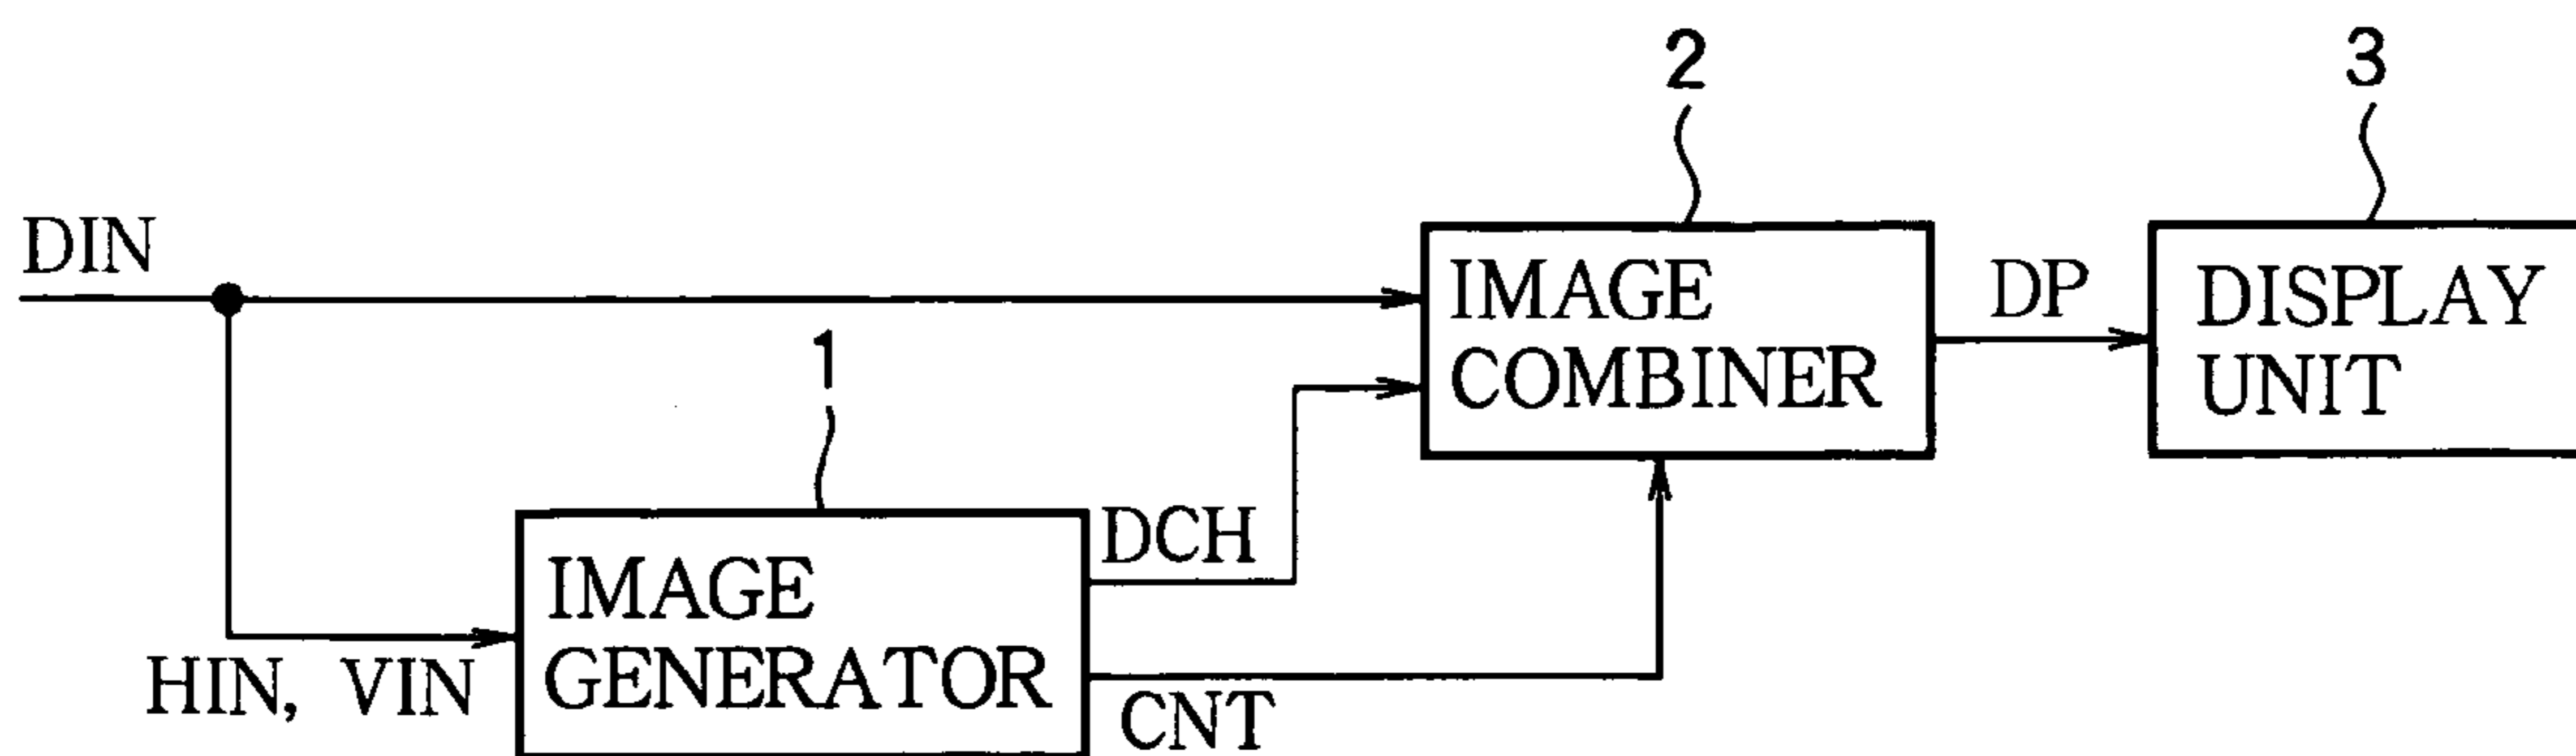 2
3
DIN
IMAGE
COMBINER
DP
DISPLAY
UNIT
1
DCH
IMAGE
GENERATOR
HIN, VIN
CNT